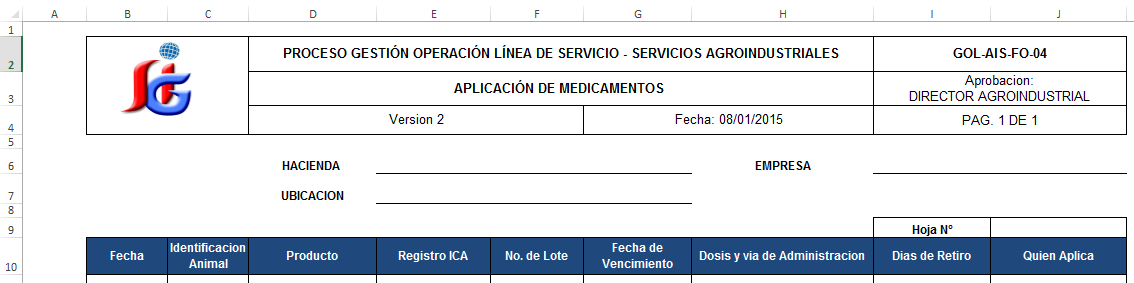 A B C D E F G H I J
1
2 PROCESO GESTIÓN OPERACIÓN LÍNEA DE SERVICIO - SERVICIOS AGROINDUSTRIALES GOL-AIS-FO-04
3 APLICACIÓN DE MEDICAMENTOS Aprobacion:
DIRECTOR AGROINDUSTRIAL
4 Version 2 Fecha: 08/01/2015 PAG. 1 DE 1
5
6 HACIENDA EMPRESA
7 UBICACION
8
9 Hoja N°
10 Fecha Identificacion Animal Producto Registro ICA No. de Lote Fecha de Vencimiento Dosis y via de Administracion Dias de Retiro Quien Aplica